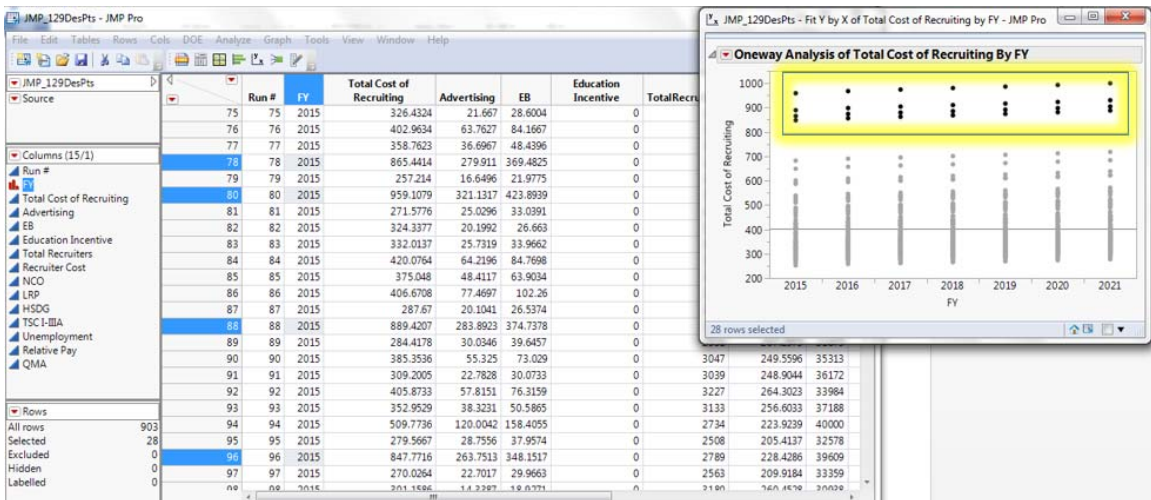 JMP_129DesPts - JMP Pro
File Edit Tables Rows Cols DOE Analyze Graph Tools View Window Help
JMP_129DesPts
Source
Columns (15/1)
Run #
FY
Total Cost of Recruiting
Advertising
EB
Education Incentive
Total Recruiters
Recruiter Cost
NCO
LRP
HSDG
TSC I-IIIA
Unemployment
Relative Pay
QMA
Rows
All rows 903
Selected 28
Excluded 0
Hidden 0
Labelled 0
Total Cost of Education
Run # FY Recruiting Advertising EB Incentive TotalRecru
75 75 2015 326.4324 21.667 28.6004 0
76 76 2015 402.9634 63.7627 84.1667 0
77 77 2015 358.7623 36.6967 48.4396 0
78 78 2015 865.4414 279.911 369.4825 0
79 79 2015 257.214 16.6496 21.9775 0
80 80 2015 959.1079 321.1317 423.8939 0
81 81 2015 271.5776 25.0296 33.0391 0
82 82 2015 324.3377 20.1992 26.663 0
83 83 2015 332.0137 25.7319 33.9662 0
84 84 2015 420.0764 64.2196 84.7698 0
85 85 2015 375.048 48.4117 63.9034 0
86 86 2015 406.6708 77.4697 102.26 0
87 87 2015 287.67 20.1041 26.5374 0
88 88 2015 889.4207 283.8923 374.7378 0
89 89 2015 284.4178 30.0346 39.6457 0
90 90 2015 385.3536 55.325 73.029 0 3047 249.5596 35313
91 91 2015 309.2005 22.7828 30.0733 0 3039 248.9044 36172
92 92 2015 405.8733 57.8151 76.3159 0 3227 264.3023 33984
93 93 2015 352.9529 38.3231 50.5865 0 3133 256.6033 37188
94 94 2015 509.7736 120.0042 158.4055 0 2734 223.9239 40000
95 95 2015 279.5667 28.7556 37.9574 0 2508 205.4137 32578
96 96 2015 847.7716 263.7513 348.1517 0 2789 228.4286 39609
97 97 2015 270.0264 22.7017 29.9663 0 2563 209.9184 33359
JMP_129DesPts - Fit Y by X of Total Cost of Recruiting by FY - JMP Pro
Oneway Analysis of Total Cost of Recruiting By FY
Total Cost of Recruiting
1000
900
800
700
600
500
400
300
200
2015 2016 2017 2018 2019 2020 2021
FY
28 rows selected